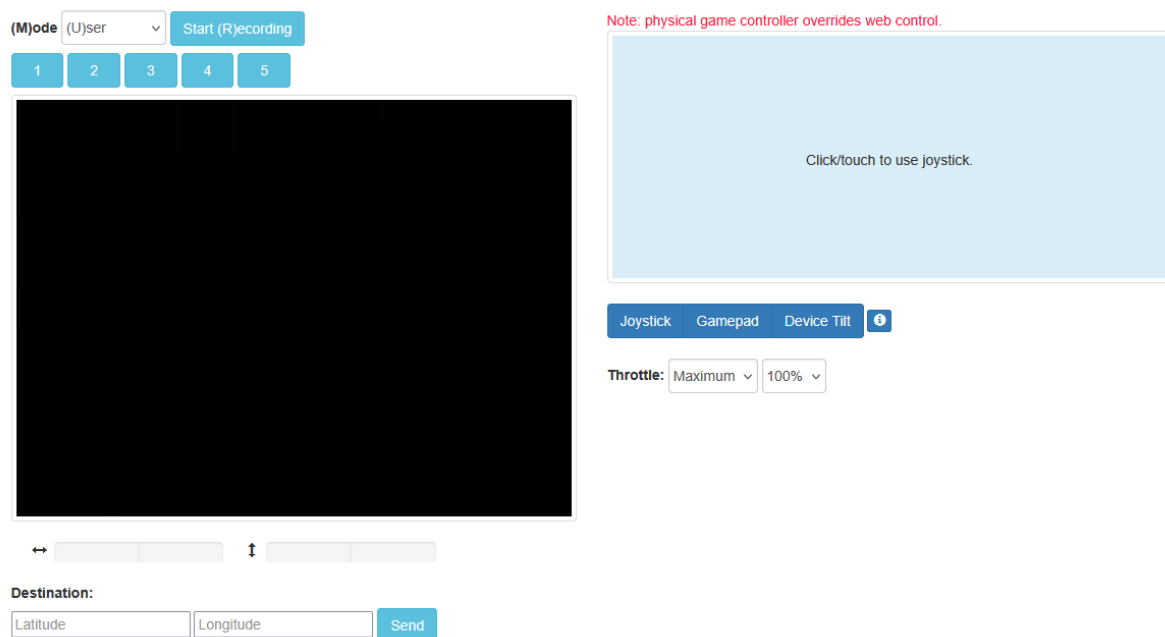 (M)ode (U)ser Start (R)ecording
1 2 3 4 5
Note: physical game controller overrides web control.
Click/touch to use joystick.
Joystick Gamepad Device Tilt
Throttle: Maximum 100%
Destination:
Latitude Longitude Send